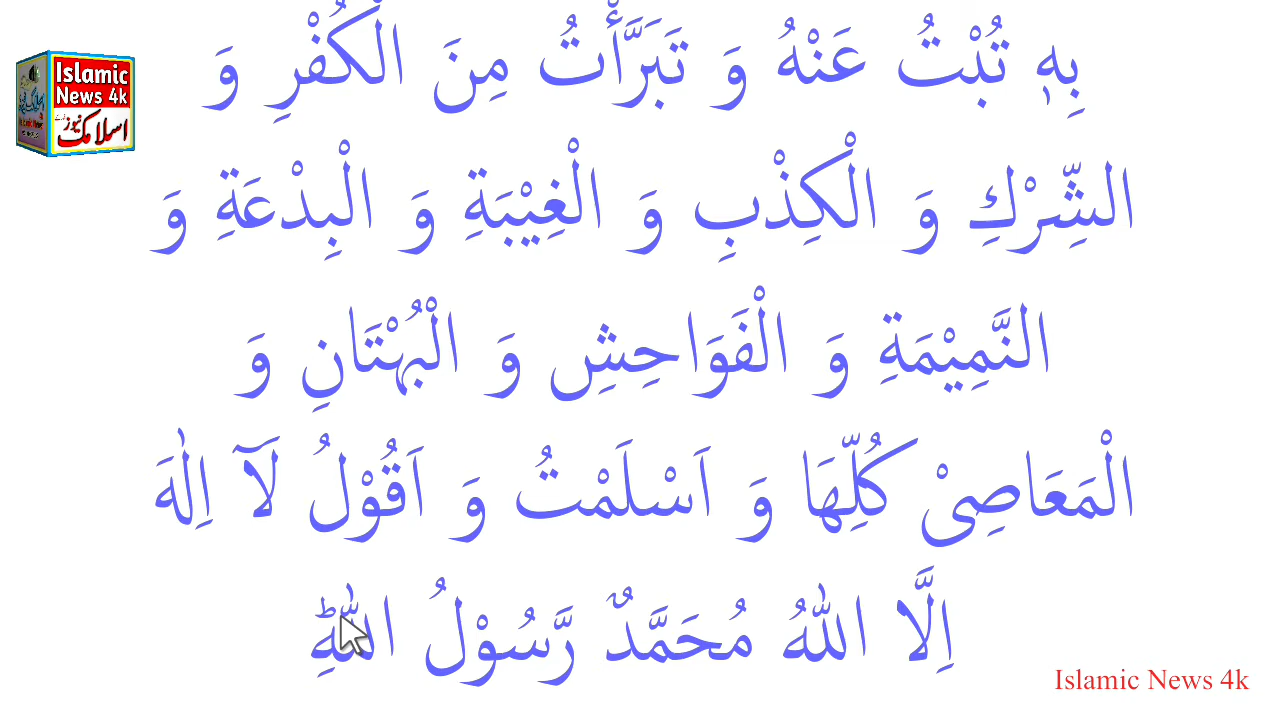 بِهٖ تُبْتُ عَنْهُ وَ تَبَرَّأْتُ مِنَ الْكُفْرِ وَ
Islamic
News 4k
اسلامک نیوز
الشِّرْكِ وَ الْكِذْبِ وَ الْغِيْبَةِ وَ الْبِدْعَةِ وَ
النَّمِيْمَةِ وَ الْفَوَاحِشِ وَ الْبُهْتَانِ وَ
الْمَعَاصِیْ كُلِّهَا وَ اَسْلَمْتُ وَ اَقُوْلُ لَآ اِلٰهَ
اِلَّا اللّٰهُ مُحَمَّدٌ رَّسُوْلُ اللّٰهِؕ
Islamic News 4k